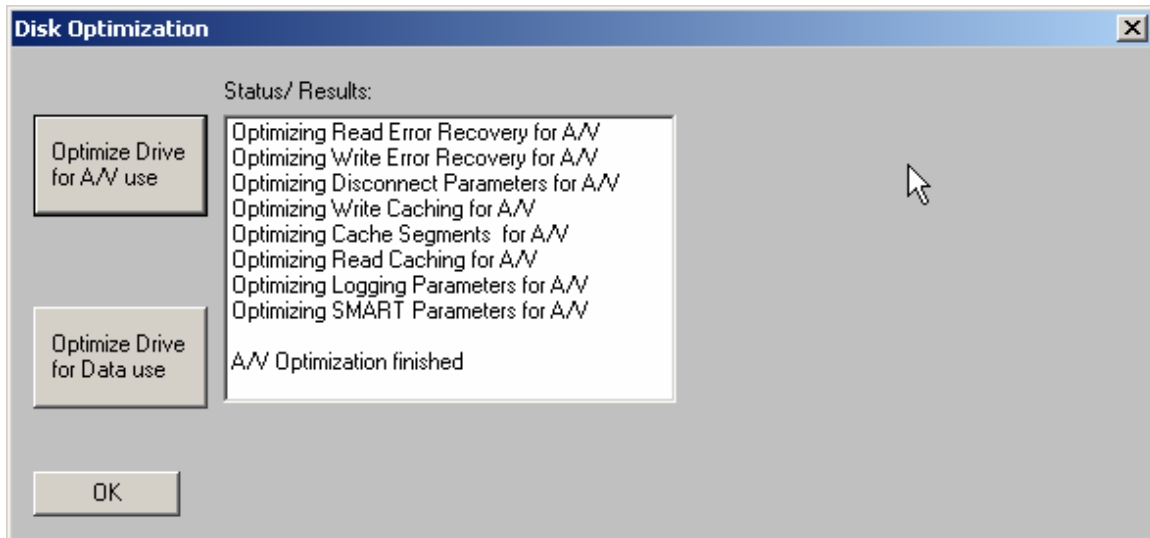 Disk Optimization
Status/ Results:
Optimize Drive
for A/V use
Optimizing Read Error Recovery for A/V
Optimizing Write Error Recovery for A/V
Optimizing Disconnect Parameters for A/V
Optimizing Write Caching for A/V
Optimizing Cache Segments  for A/V
Optimizing Read Caching for A/V
Optimizing Logging Parameters for A/V
Optimizing SMART Parameters for A/V
A/V Optimization finished
Optimize Drive
for Data use
OK